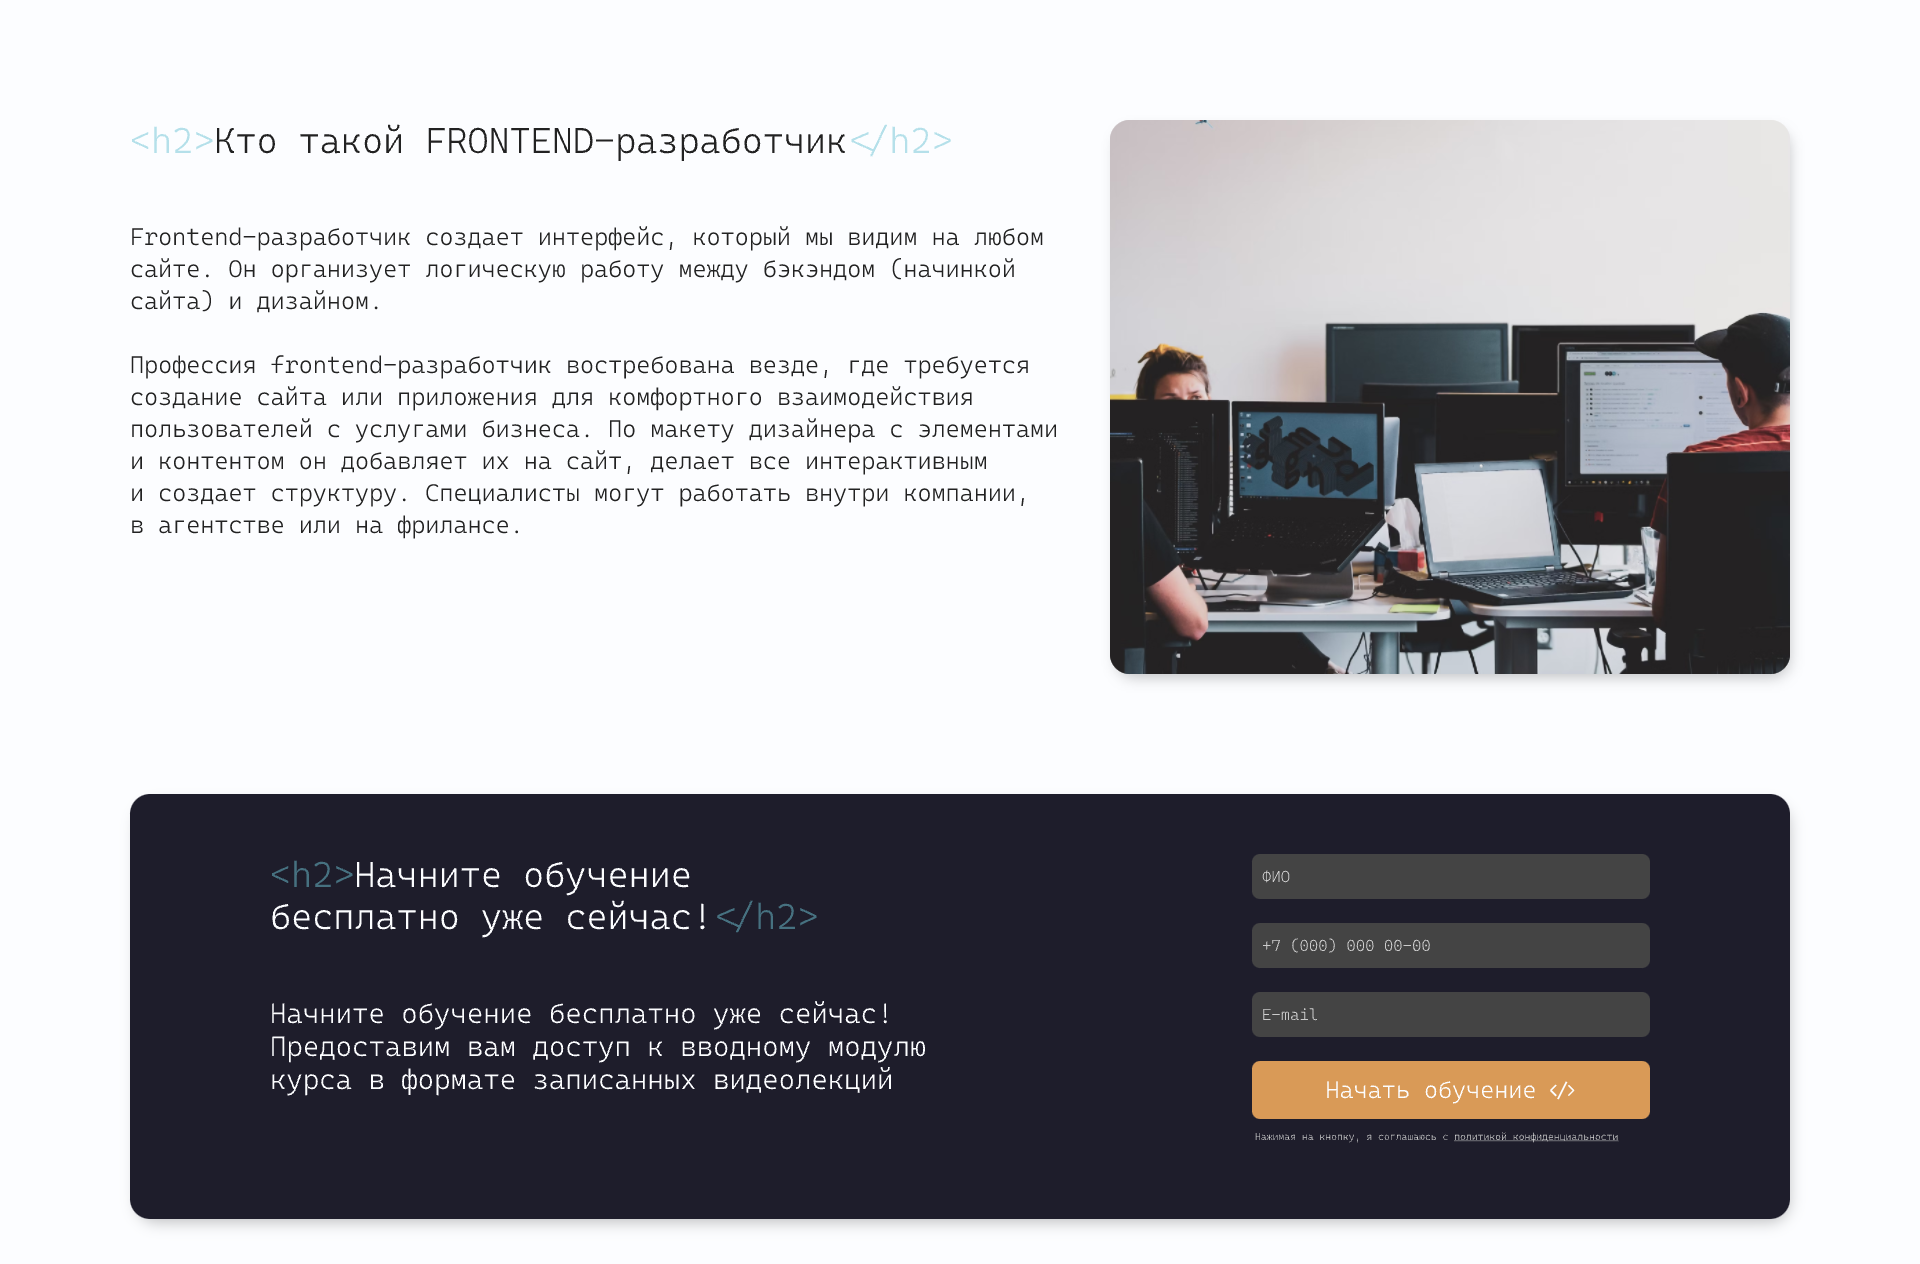 <h2>Кто такой FRONTEND-разработчик</h2>
Frontend-разработчик создает интерфейс, который мы видим на любом
сайте. Он организует логическую работу между бэкэндом (начинкой
сайта) и дизайном.
Профессия frontend-разработчик востребована везде, где требуется
создание сайта или приложения для комфортного взаимодействия
пользователей с услугами бизнеса. По макету дизайнера с элементами
и контентом он добавляет их на сайт, делает все интерактивным
и создает структуру. Специалисты могут работать внутри компании,
в агентстве или на фрилансе.
<h2>Начните обучение
бесплатно уже сейчас!</h2>
Начните обучение бесплатно уже сейчас!
Предоставим вам доступ к вводному модулю
курса в формате записанных видеолекций
ФИО
+7 (000) 000 00-00
E-mail
Начать обучение </>
Нажимая на кнопку, я соглашаюсь с политикой конфиденциальности